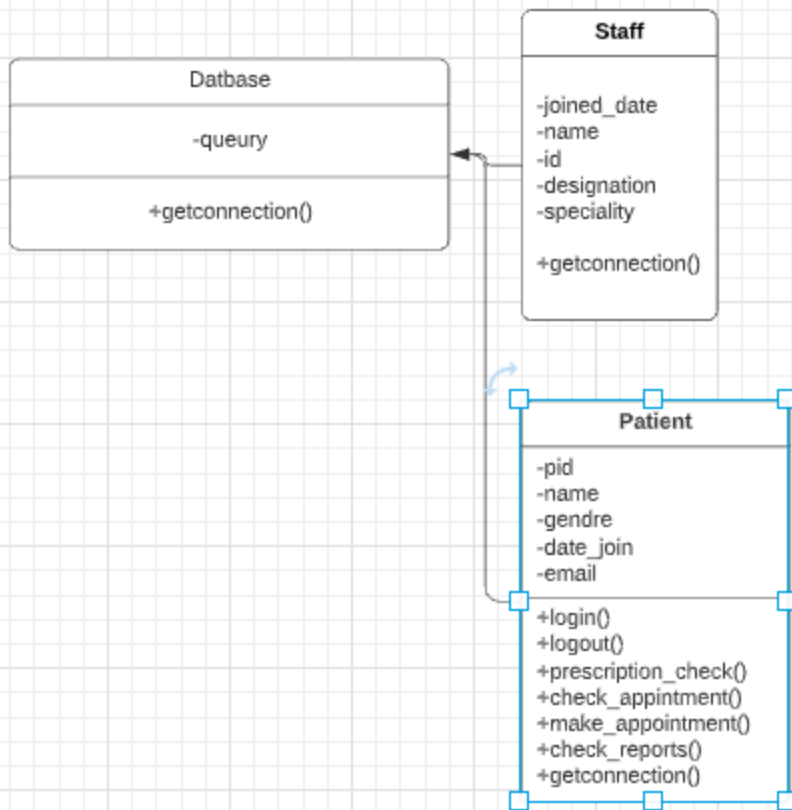 Datbase
-queury
+getconnection()
Staff
-joined_date
-name
-id
-designation
-speciality
+getconnection()
Patient
-pid
-name
-gendre
-date_join
-email
+login()
+logout()
+prescription_check()
+check_appintment()
+make_appointment()
+check_reports()
+getconnection()